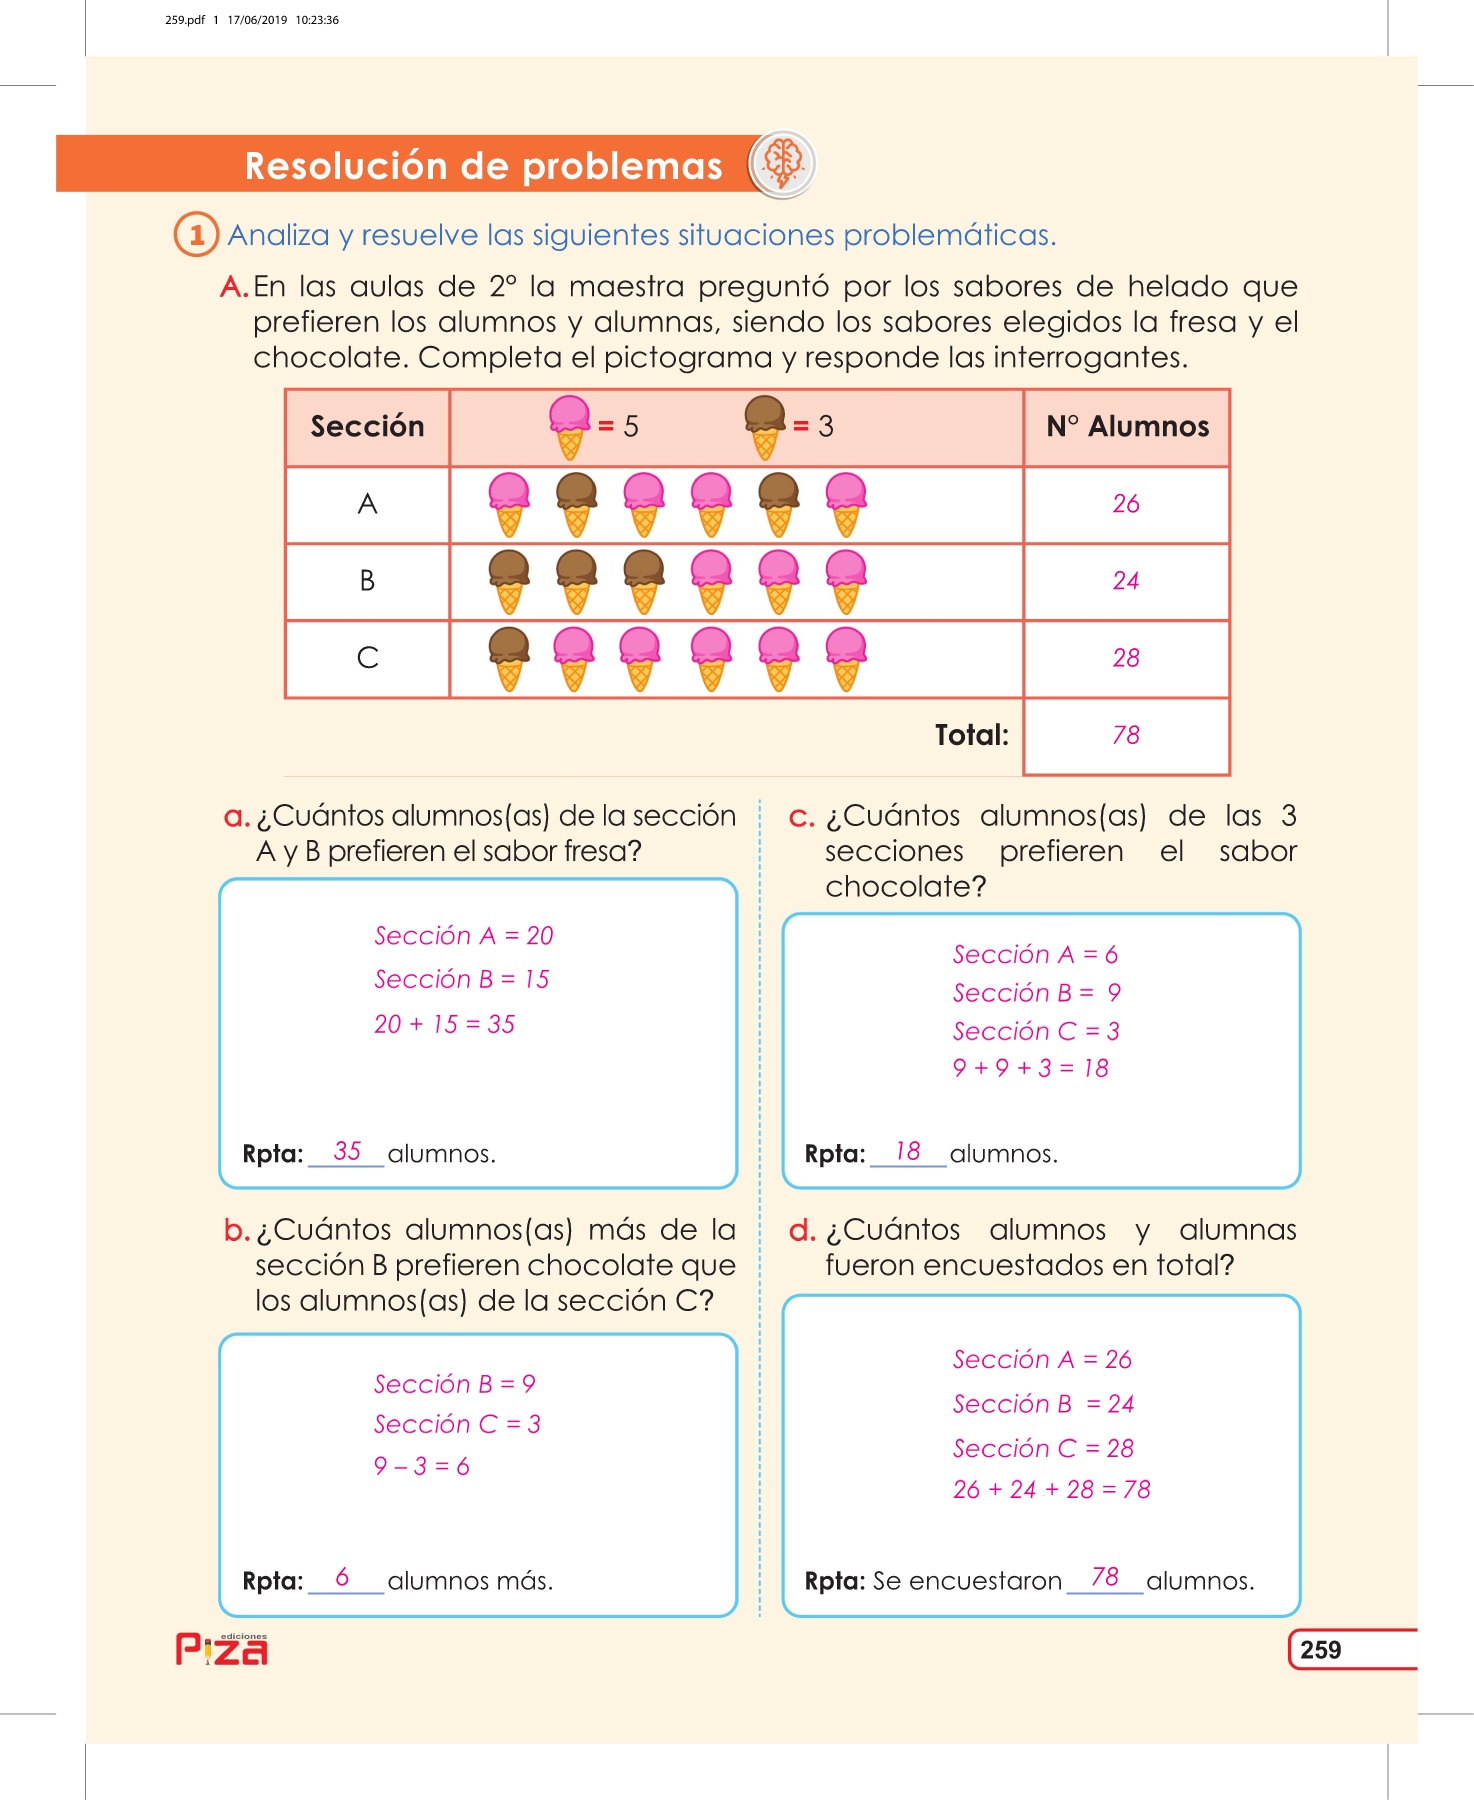 259.pdf 1 17/06/2019 10:23:36
Resolución de problemas
1 Analiza y resuelve las siguientes situaciones problemáticas.
A. En las aulas de 2° la maestra preguntó por los sabores de helado que
prefieren los alumnos y alumnas, siendo los sabores elegidos la fresa y el
chocolate. Completa el pictograma y responde las interrogantes.
Sección = 5 = 3 N° Alumnos
A 26
B 24
C 28
Total: 78
a. ¿Cuántos alumnos(as) de la sección
A y B prefieren el sabor fresa?
Sección A = 20
Sección B = 15
20 + 15 = 35
Rpta: 35 alumnos.
b. ¿Cuántos alumnos(as) más de la
sección B prefieren chocolate que
los alumnos(as) de la sección C?
Sección B = 9
Sección C = 3
9 – 3 = 6
Rpta: 6 alumnos más.
c. ¿Cuántos alumnos(as) de las 3
secciones prefieren el sabor
chocolate?
Sección A = 6
Sección B = 9
Sección C = 3
9 + 9 + 3 = 18
Rpta: 18 alumnos.
d. ¿Cuántos alumnos y alumnas
fueron encuestados en total?
Sección A = 26
Sección B = 24
Sección C = 28
26 + 24 + 28 = 78
Rpta: Se encuestaron 78 alumnos.
ediciones
Piza
259